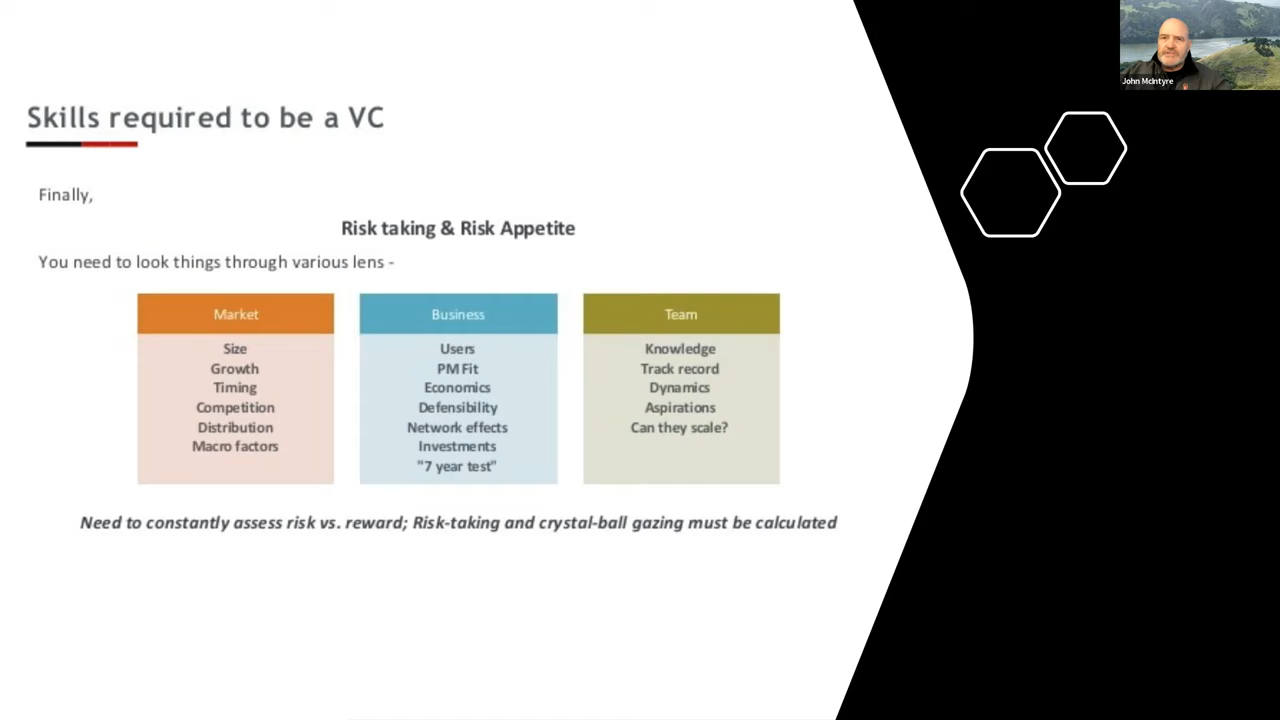 John McIntyre
Skills required to be a VC
Finally,
Risk taking & Risk Appetite
You need to look things through various lens -
Market
Size
Growth
Timing
Competition
Distribution
Macro factors
Business
Users
PM Fit
Economics
Defensibility
Network effects
Investments
"7 year test"
Team
Knowledge
Track record
Dynamics
Aspirations
Can they scale?
Need to constantly assess risk vs. reward; Risk-taking and crystal-ball gazing must be calculated